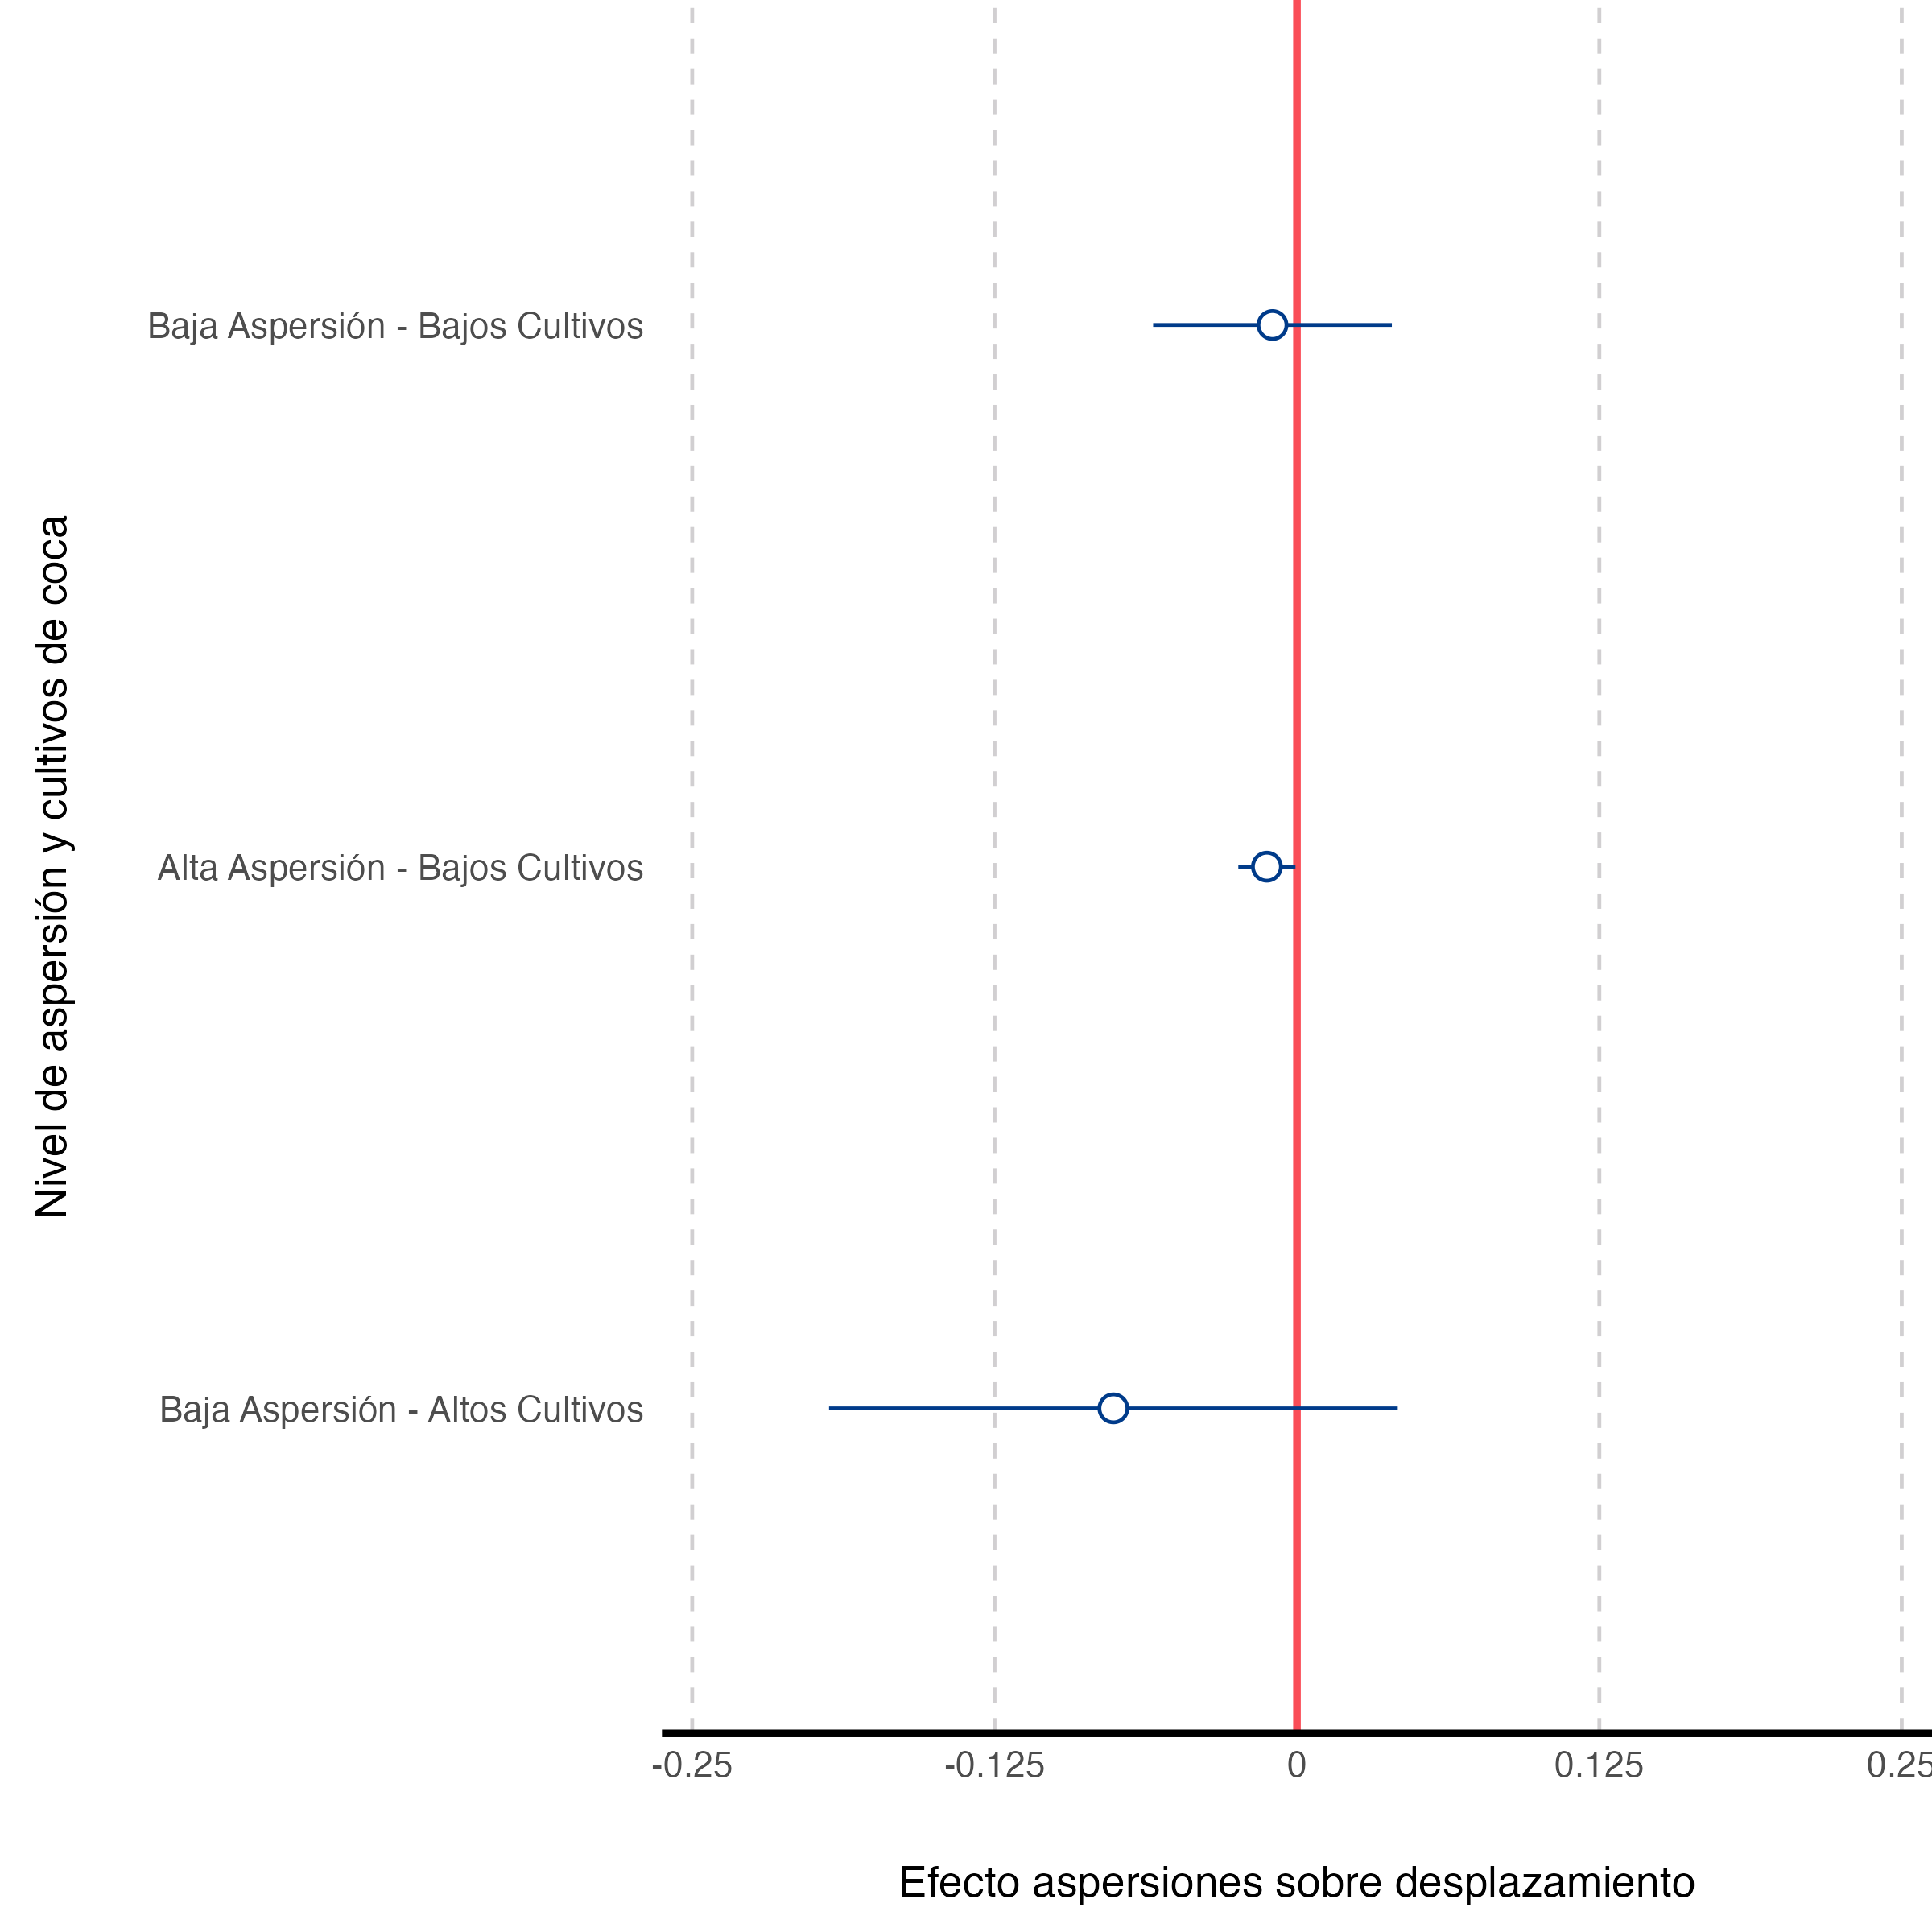 Baja Aspersión - Bajos Cultivos
Alta Aspersión - Bajos Cultivos
Baja Aspersión - Altos Cultivos
Nivel de aspersión y cultivos de coca
-0.25
-0.125
0
0.125
0.25
Efecto aspersiones sobre desplazamiento